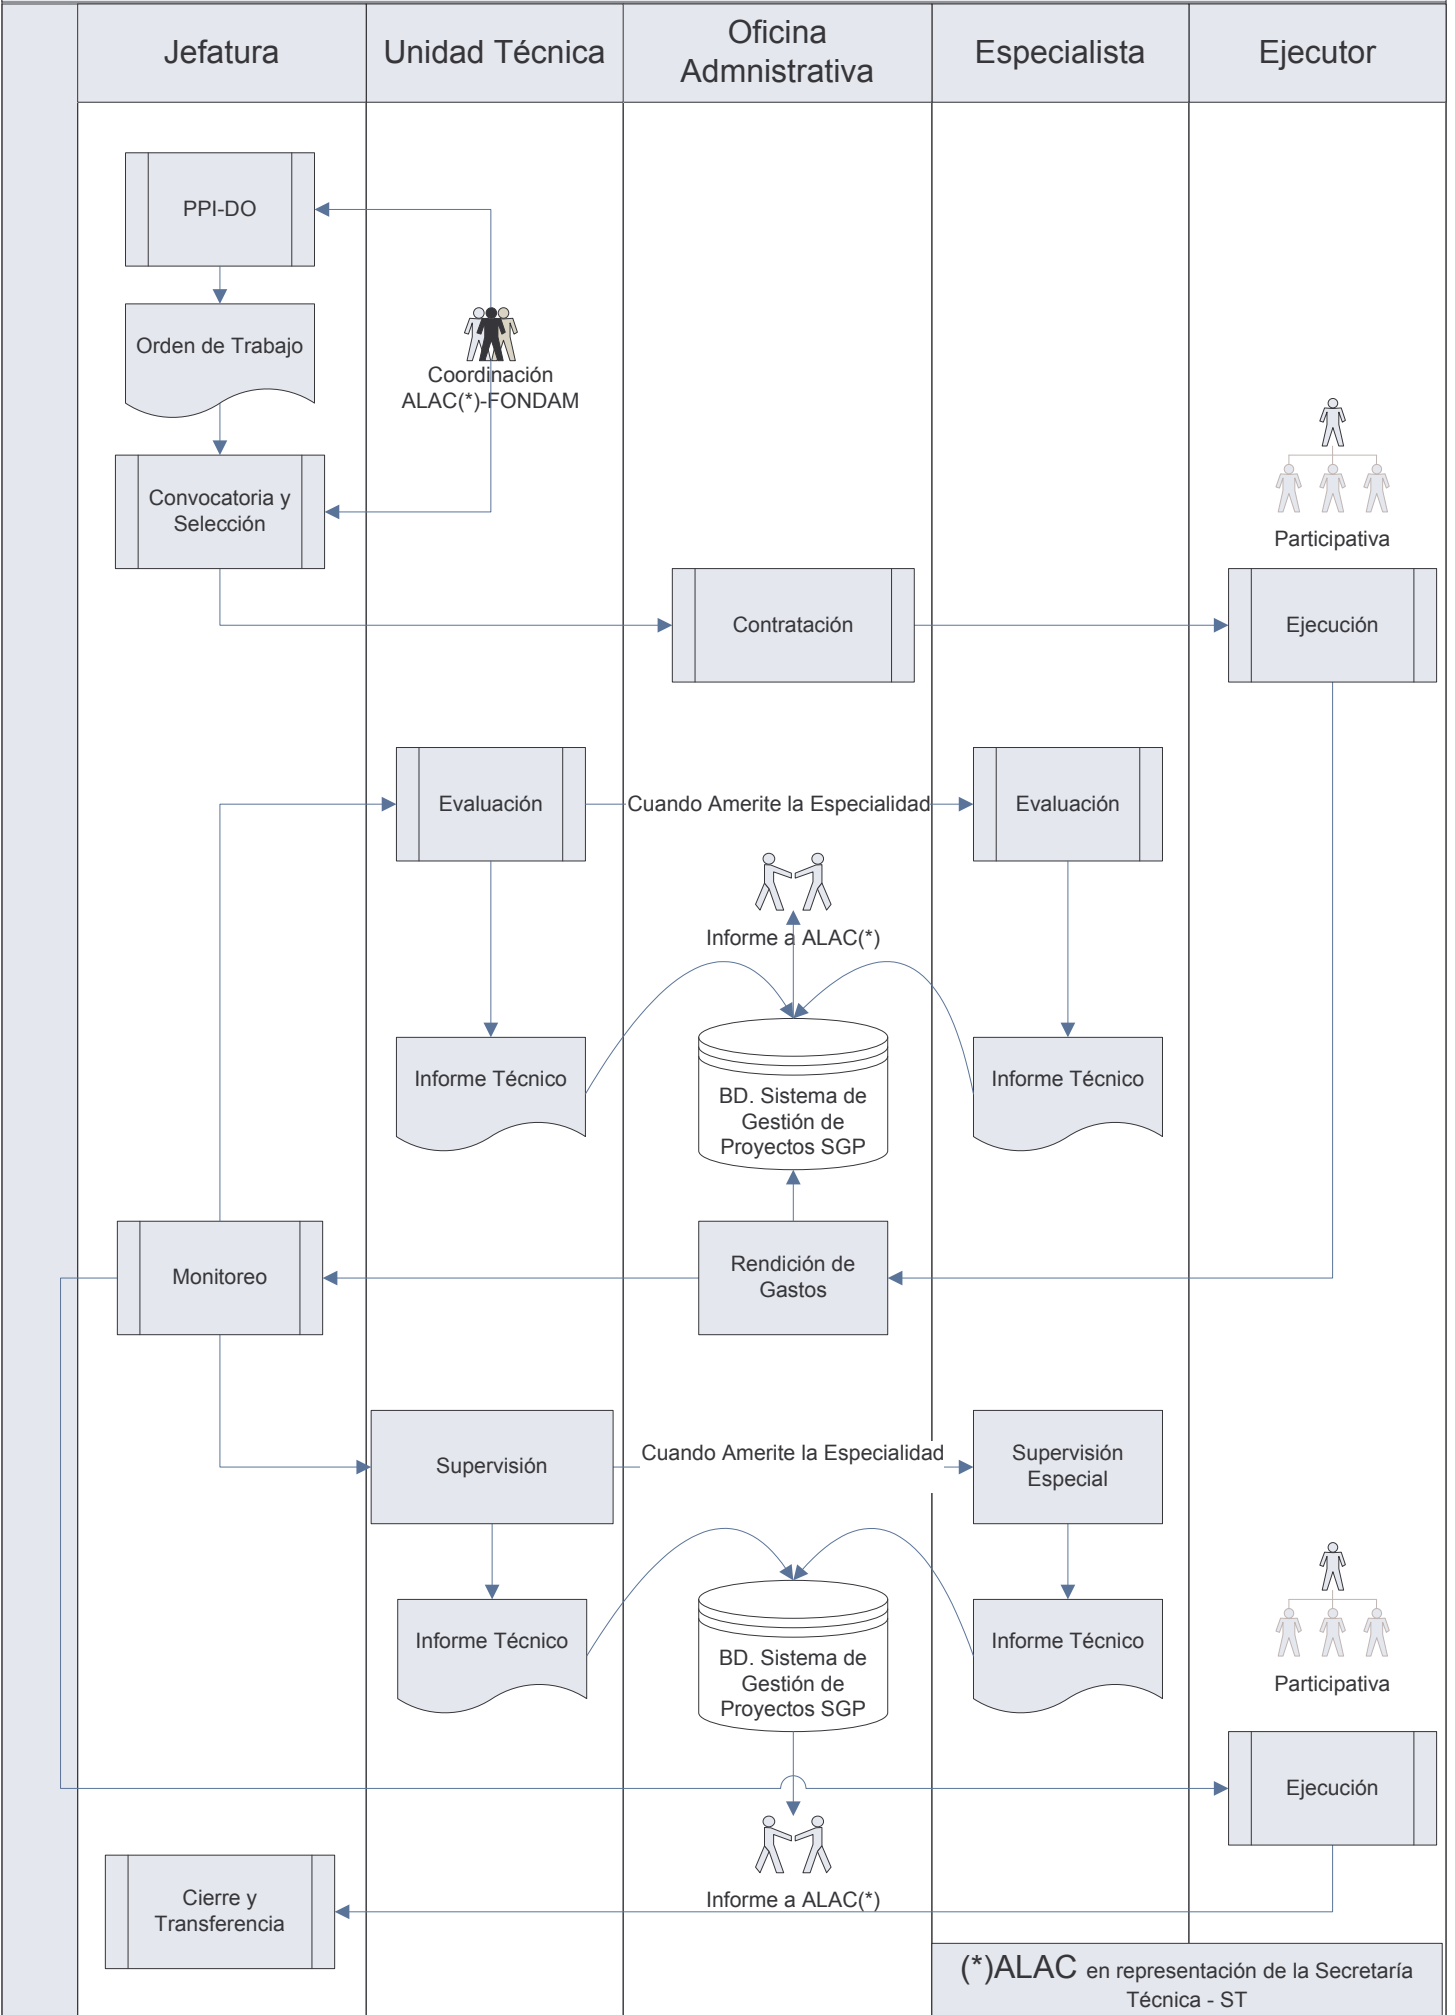 Jefatura
Unidad Técnica
Oficina
Admnistrativa
Especialista
Ejecutor
PPI-DO
Orden de Trabajo
Coordinación
ALAC(*)-FONDAM
Convocatoria y
Selección
Participativa
Contratación
Ejecución
Evaluación
Cuando Amerite la Especialidad
Evaluación
Informe a ALAC(*)
Informe Técnico
BD. Sistema de
Gestión de
Proyectos SGP
Informe Técnico
Monitoreo
Rendición de
Gastos
Supervisión
Cuando Amerite la Especialidad
Supervisión
Especial
Informe Técnico
BD. Sistema de
Gestión de
Proyectos SGP
Informe Técnico
Participativa
Ejecución
Cierre y
Transferencia
Informe a ALAC(*)
(*)ALAC en representación de la Secretaría
Técnica - ST